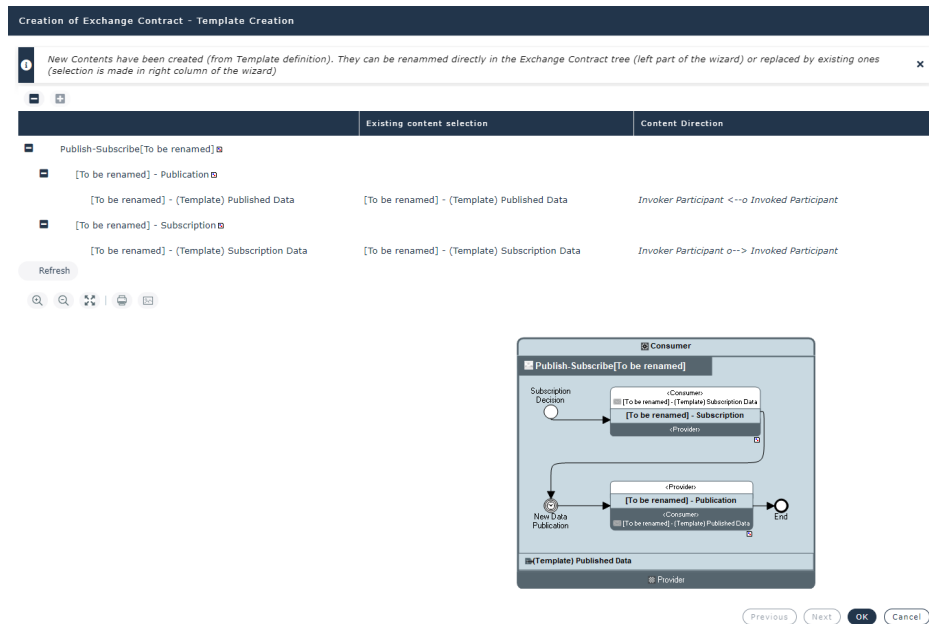 Creation of Exchange Contract - Template Creation
New Contents have been created (from Template definition). They can be renammed directly in the Exchange Contract tree (left part of the wizard) or replaced by existing ones
(selection is made in right column of the wizard)
Existing content selection
Content Direction
Publish-Subscribe[To be renamed]
[To be renamed] - Publication
[To be renamed] - (Template) Published Data
[To be renamed] - (Template) Published Data
Invoker Participant <--o Invoked Participant
[To be renamed] - Subscription
[To be renamed] - (Template) Subscription Data
[To be renamed] - (Template) Subscription Data
Invoker Participant o--> Invoked Participant
Refresh
Consumer
Publish-Subscribe[To be renamed]
Subscription
Decision
‹Consumer›
[To be renamed] - (Template) Subscription Data
[To be renamed] - Subscription
‹Provider›
‹Provider›
[To be renamed] - Publication
‹Consumer›
[To be renamed] - (Template) Published Data
New Data
Publication
End
(Template) Published Data
Provider
Previous
Next
OK
Cancel